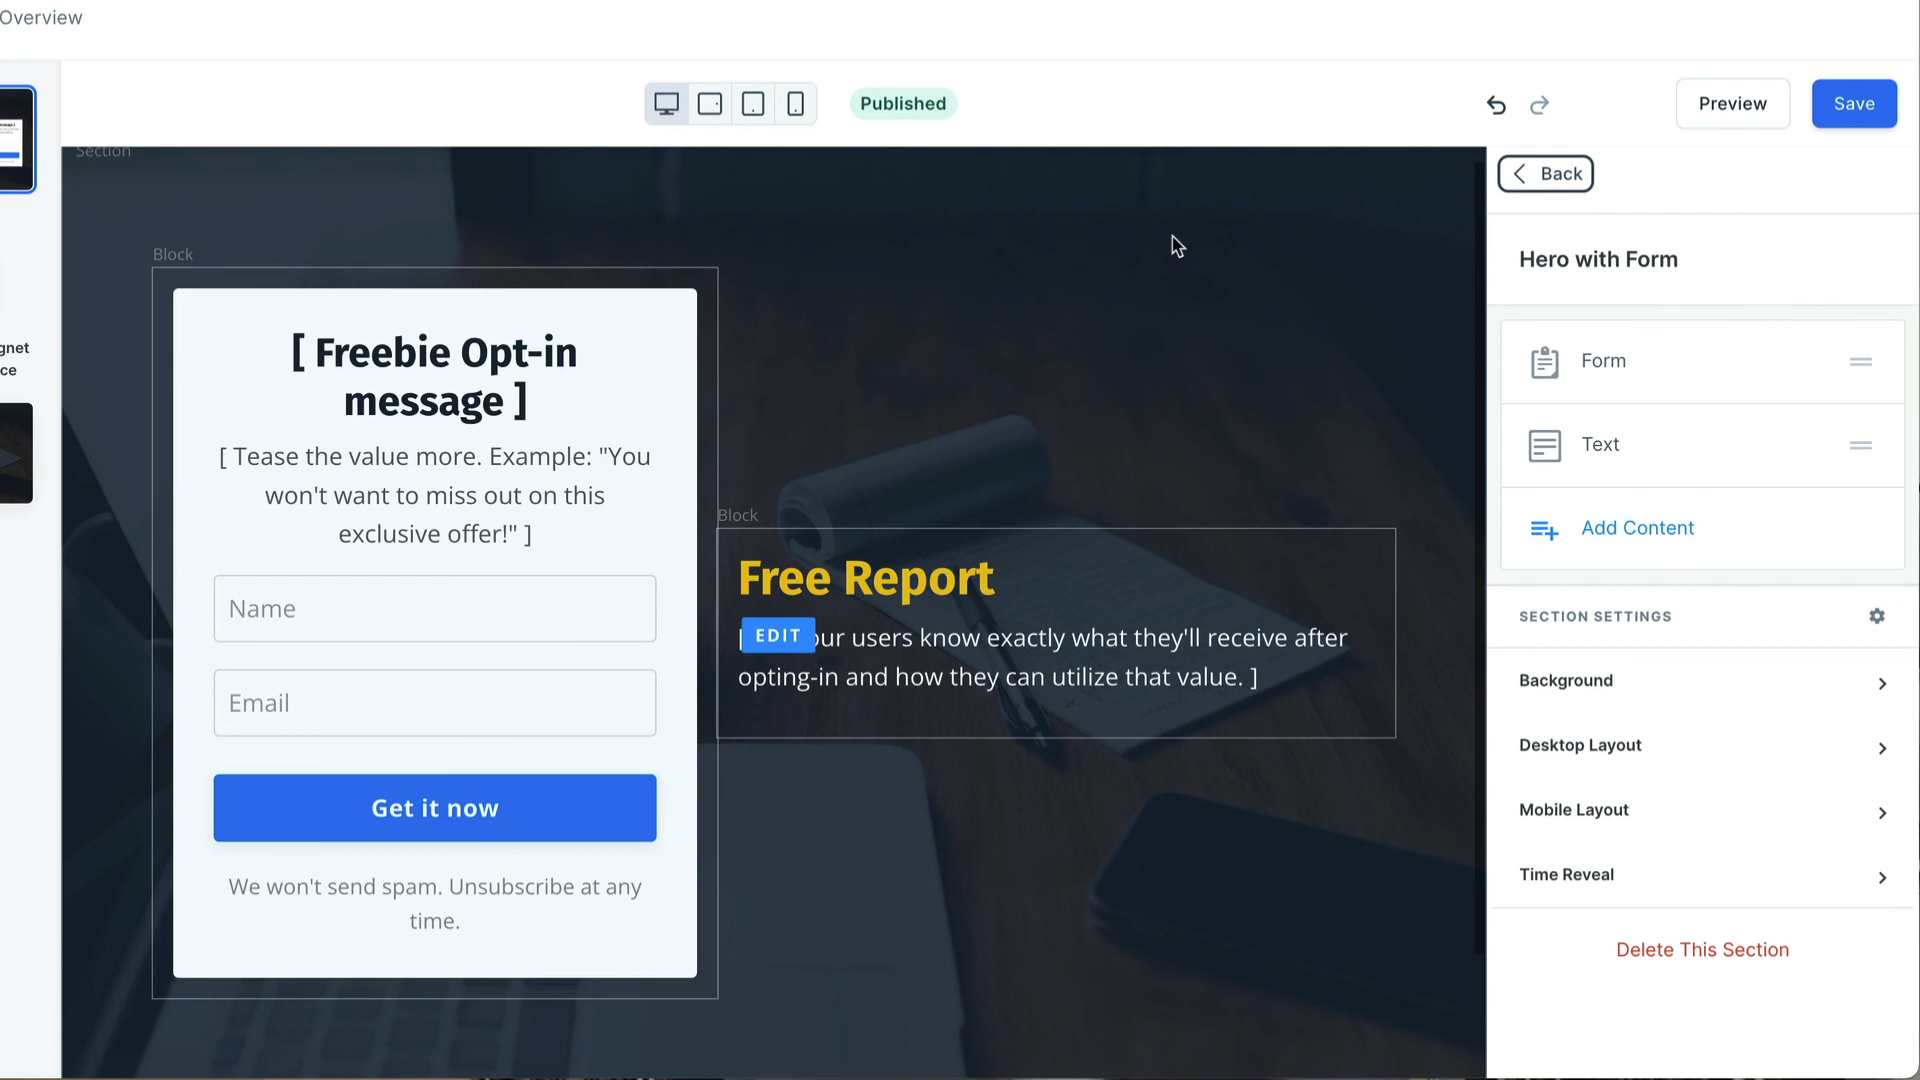 Overview
Published
Preview
Save
Section
Back
Block
Hero with Form
[ Freebie Opt-in
message ]
[ Tease the value more. Example: "You
won't want to miss out on this
exclusive offer!" ]
Name
Email
Get it now
We won't send spam. Unsubscribe at any
time.
Block
Free Report
[ EDIT our users know exactly what they'll receive after
opting-in and how they can utilize that value. ]
Form
Text
Add Content
SECTION SETTINGS
Background
Desktop Layout
Mobile Layout
Time Reveal
Delete This Section